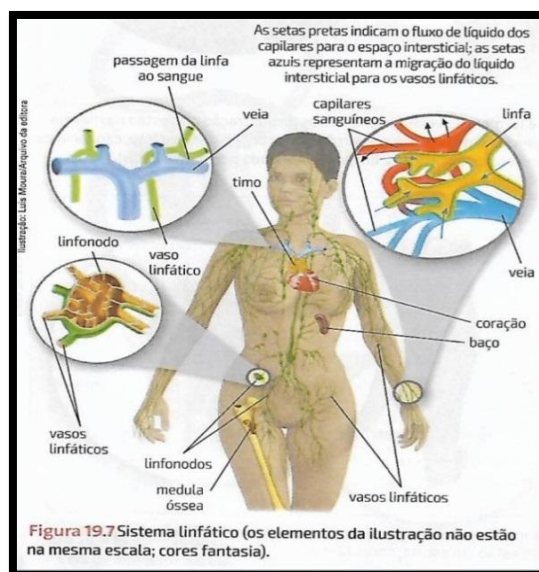 As setas pretas indicam o fluxo de líquido dos
capilares para o espaço intersticial; as setas
azuis representam a migração do líquido
intersticial para os vasos linfáticos.
passagem da linfa
ao sangue
veia
capilares
sanguíneos
linfa
timo
Ilustração: Luis Moura/Arquivo da editora
linfonodo
vaso
linfático
veia
coração
baço
vasos
linfáticos
linfonodos
medula
óssea
vasos linfáticos
Figura 19.7 Sistema linfático (os elementos da ilustração não estão
na mesma escala; cores fantasia).